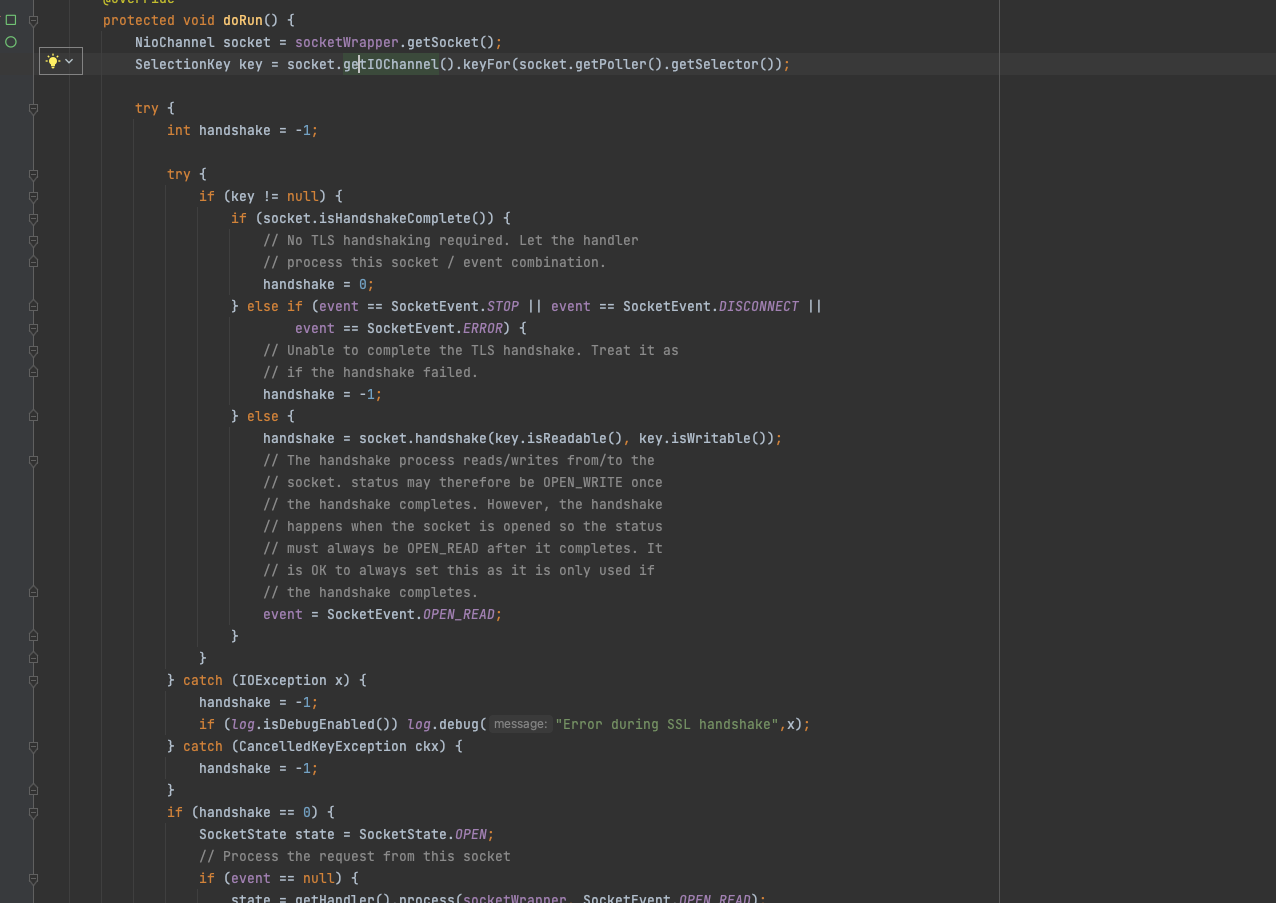 @Override
protected void doRun() {
NioChannel socket = socketWrapper.getSocket();
SelectionKey key = socket.getIOChannel().keyFor(socket.getPoller().getSelector());
try {
int handshake = -1;
try {
if (key != null) {
if (socket.isHandshakeComplete()) {
// No TLS handshaking required. Let the handler
// process this socket / event combination.
handshake = 0;
} else if (event == SocketEvent.STOP || event == SocketEvent.DISCONNECT ||
event == SocketEvent.ERROR) {
// Unable to complete the TLS handshake. Treat it as
// if the handshake failed.
handshake = -1;
} else {
handshake = socket.handshake(key.isReadable(), key.isWritable());
// The handshake process reads/writes from/to the
// socket. status may therefore be OPEN_WRITE once
// the handshake completes. However, the handshake
// happens when the socket is opened so the status
// must always be OPEN_READ after it completes. It
// is OK to always set this as it is only used if
// the handshake completes.
event = SocketEvent.OPEN_READ;
}
}
} catch (IOException x) {
handshake = -1;
if (log.isDebugEnabled()) log.debug( message: "Error during SSL handshake",x);
} catch (CancelledKeyException ckx) {
handshake = -1;
}
if (handshake == 0) {
SocketState state = SocketState.OPEN;
// Process the request from this socket
if (event == null) {
state = getHandler().process(socketWrapper, SocketEvent.OPEN_READ);